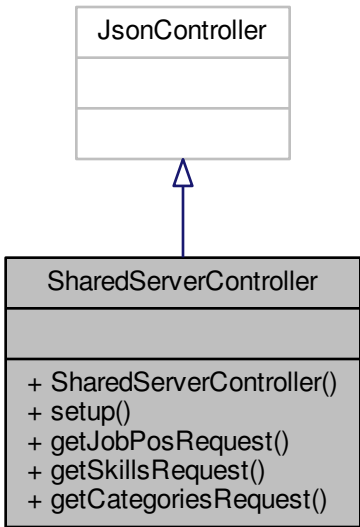 JsonController
SharedServerController
+ SharedServerController()
+ setup()
+ getJobPosRequest()
+ getSkillsRequest()
+ getCategoriesRequest()